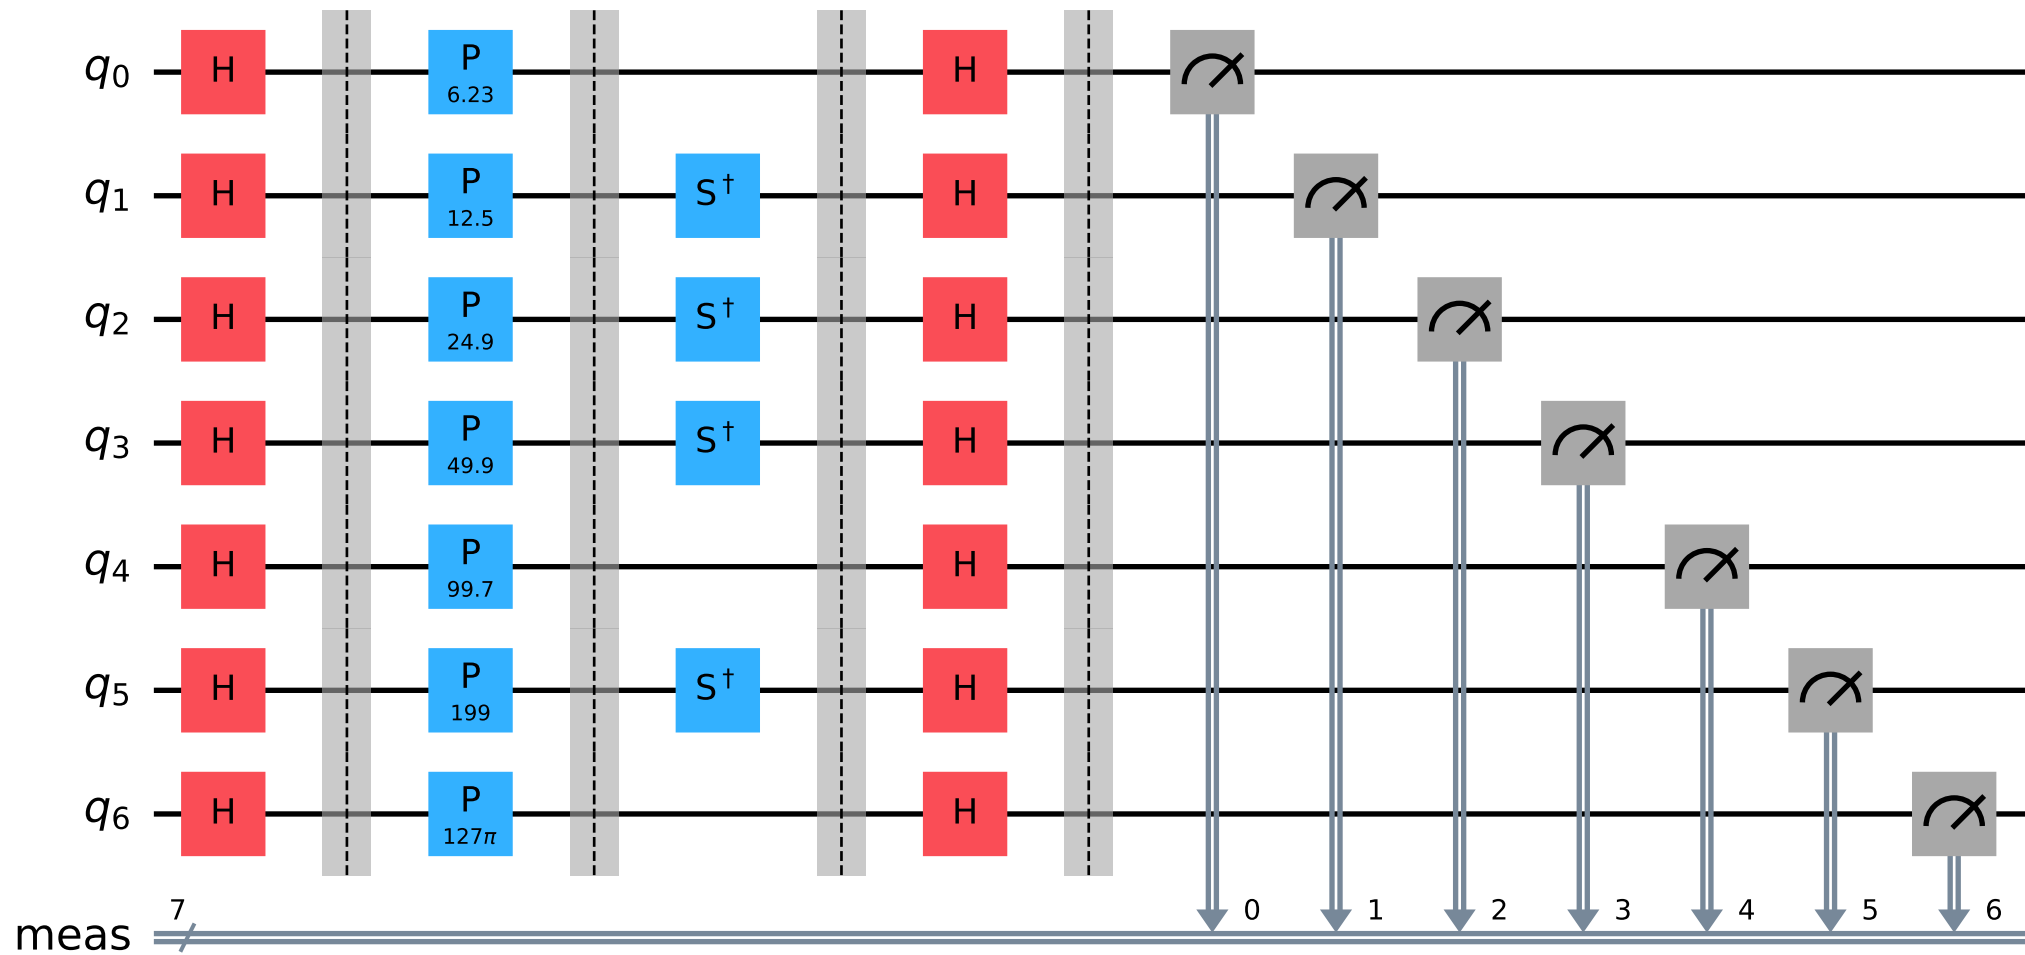 q0 H P H
6.23
q1 H P S† H
12.5
q2 H P S† H
24.9
q3 H P S† H
49.9
q4 H P H
99.7
q5 H P S† H
199
q6 H P H
127π
7 0 1 2 3 4 5 6
meas